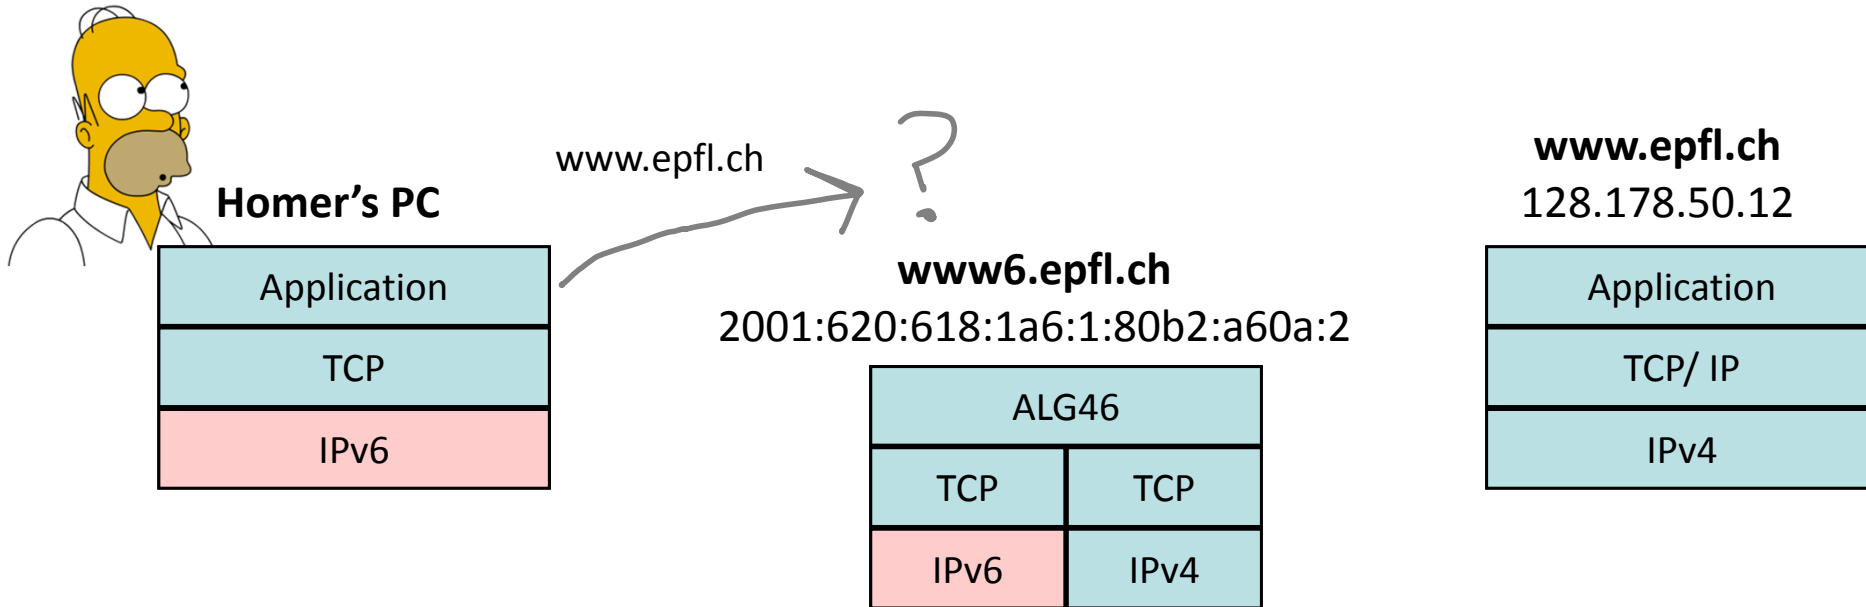 Homer’s PC
Application
TCP
IPv6
www.epfl.ch
?
www6.epfl.ch
2001:620:618:1a6:1:80b2:a60a:2
ALG46
TCP TCP
IPv6 IPv4
www.epfl.ch
128.178.50.12
Application
TCP/ IP
IPv4